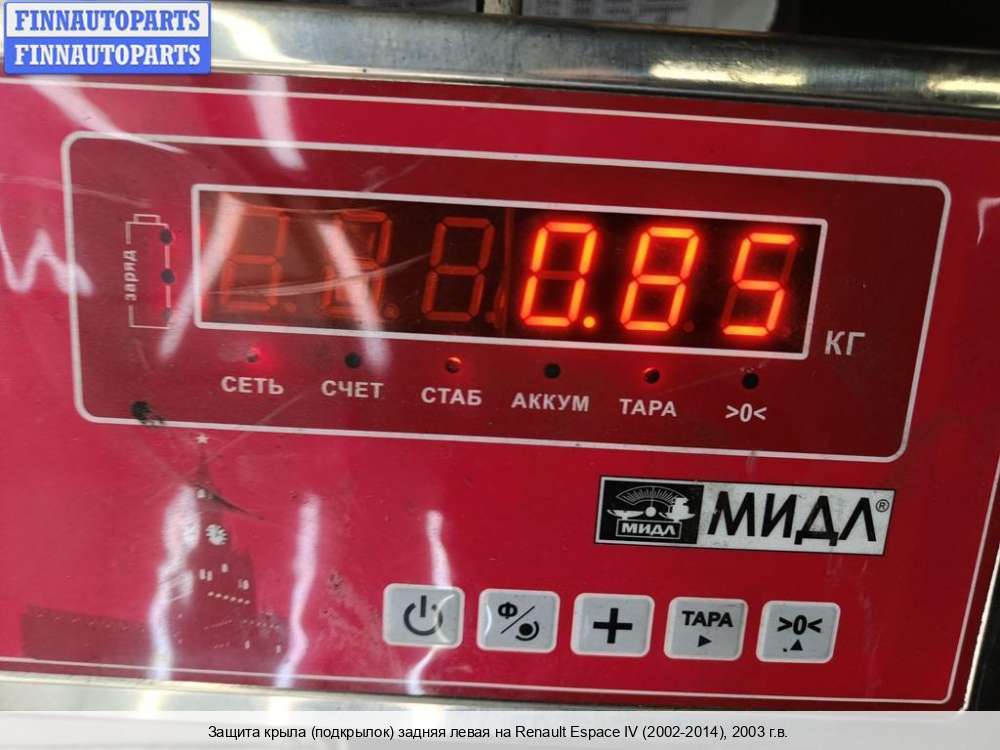 FINNAUTOPARTS
FINNAUTOPARTS
заряд
0.85
КГ
СЕТЬ СЧЕТ СТАБ АККУМ ТАРА >0<
МИДЛ МИДЛ®
Ф ТАРА >0<
Защита крыла (подкрылок) задняя левая на Renault Espace IV (2002-2014), 2003 г.в.